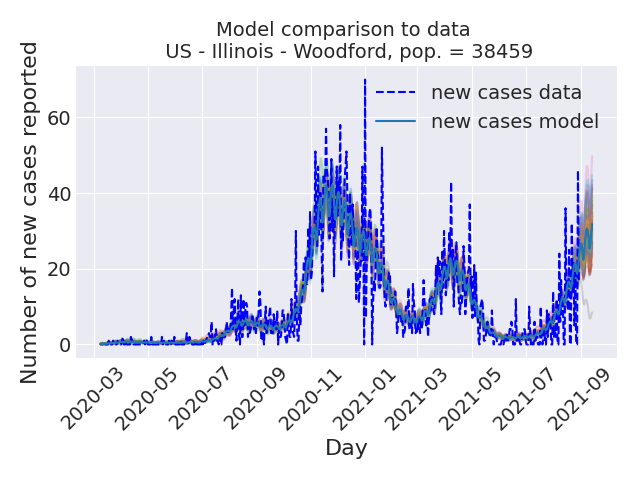 Model comparison to data
US - Illinois - Woodford, pop. = 38459
Number of new cases reported
60
40
20
0
new cases data
new cases model
2020-03
2020-05
2020-07
2020-09
2020-11
2021-01
2021-03
2021-05
2021-07
2021-09
Day